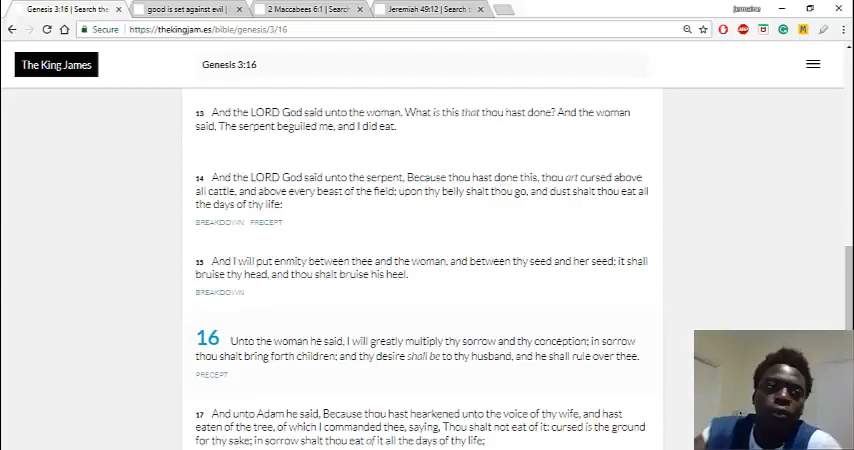 Genesis 3:16 | Search the
good is set against evil |
2 Maccabees 6:1 | Search
Jeremiah 49:12 | Search t
jermaine
Secure
https://thekingjam.es/bible/genesis/3/16
The King James
Genesis 3:16
13 And the LORD God said unto the woman, What is this that thou hast done? And the woman
said, The serpent beguiled me, and I did eat.
14 And the LORD God said unto the serpent, Because thou hast done this, thou art cursed above
all cattle, and above every beast of the field; upon thy belly shalt thou go, and dust shalt thou eat all
the days of thy life:
BREAKDOWN PRECEPT
15 And I will put enmity between thee and the woman, and between thy seed and her seed; it shall
bruise thy head, and thou shalt bruise his heel.
BREAKDOWN
16 Unto the woman he said, I will greatly multiply thy sorrow and thy conception; in sorrow
thou shalt bring forth children; and thy desire shall be to thy husband, and he shall rule over thee.
PRECEPT
17 And unto Adam he said, Because thou hast hearkened unto the voice of thy wife, and hast
eaten of the tree, of which I commanded thee, saying, Thou shalt not eat of it: cursed is the ground
for thy sake; in sorrow shalt thou eat of it all the days of thy life;